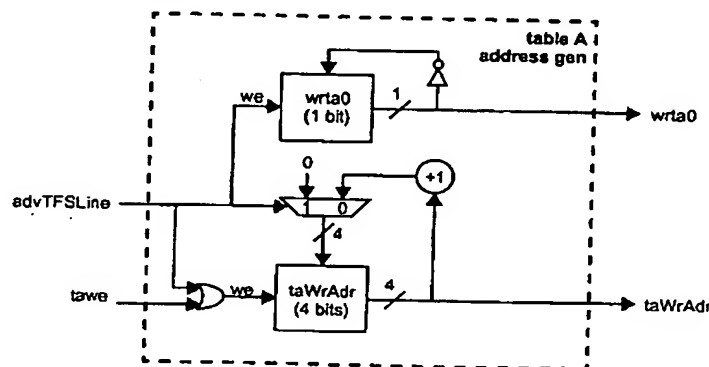 table A
address gen
1
we
wrta0
(1 bit)
wrta0
0
+1
advTFSLine
1 0
4
tawe
we
taWrAdr
(4 bits)
4
taWrAdr